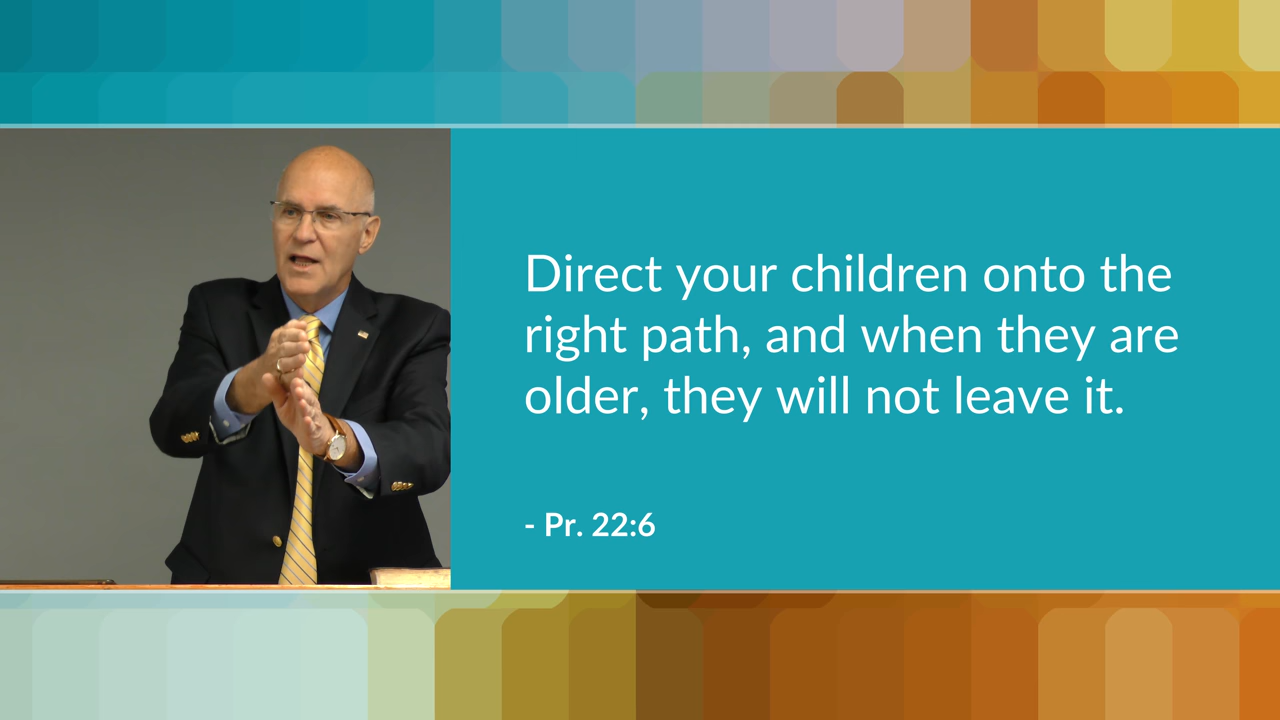 Direct your children onto the
right path, and when they are
older, they will not leave it.
- Pr. 22:6